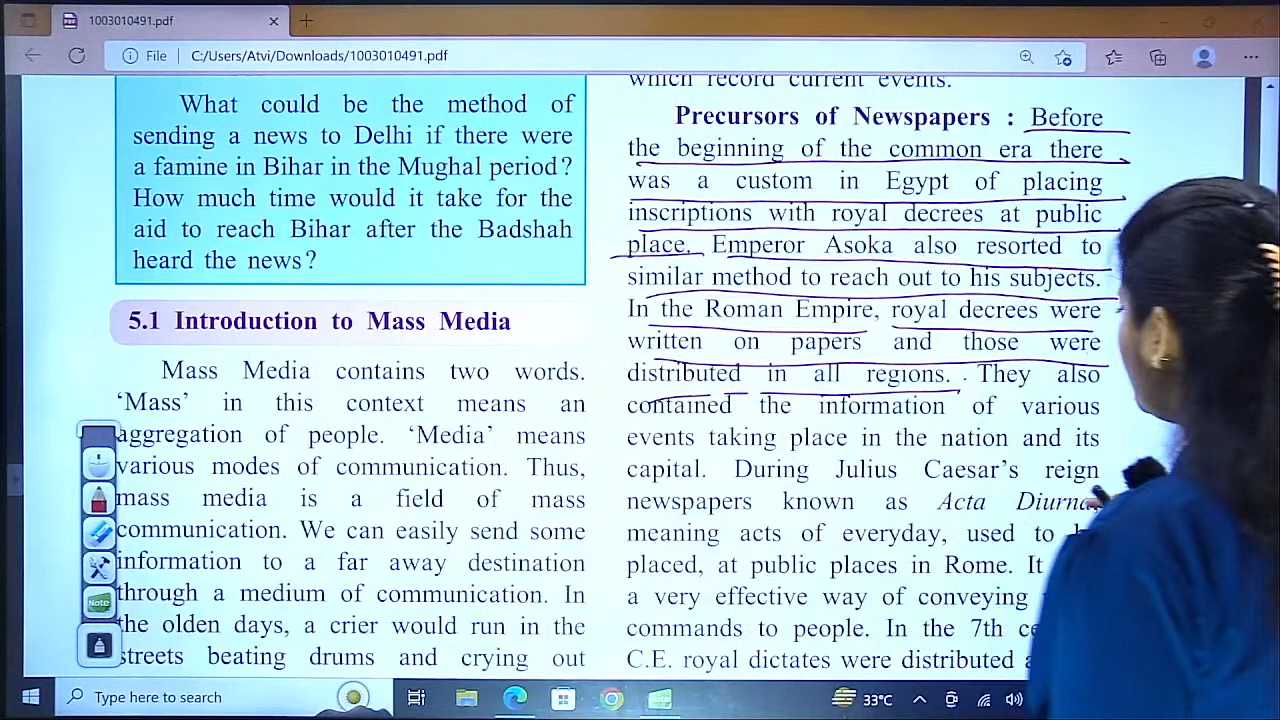 1003010491.pdf
File C:/Users/Atvi/Downloads/1003010491.pdf
What could be the method of
sending a news to Delhi if there were
a famine in Bihar in the Mughal period?
How much time would it take for the
aid to reach Bihar after the Badshah
heard the news?
5.1 Introduction to Mass Media
Mass Media contains two words.
‘Mass’ in this context means an
aggregation of people. ‘Media’ means
various modes of communication. Thus,
mass media is a field of mass
communication. We can easily send some
information to a far away destination
through a medium of communication. In
the olden days, a crier would run in the
streets beating drums and crying out
which record current events.
Precursors of Newspapers : Before
the beginning of the common era there
was a custom in Egypt of placing
inscriptions with royal decrees at public
place. Emperor Asoka also resorted to
similar method to reach out to his subjects.
In the Roman Empire, royal decrees were
written on papers and those were
distributed in all regions. . They also
contained the information of various
events taking place in the nation and its
capital. During Julius Caesar’s reign
newspapers known as Acta Diurna,
meaning acts of everyday, used to
placed, at public places in Rome. It
a very effective way of conveying
commands to people. In the 7th
C.E. royal dictates were distributed
Note
Type here to search
33°C